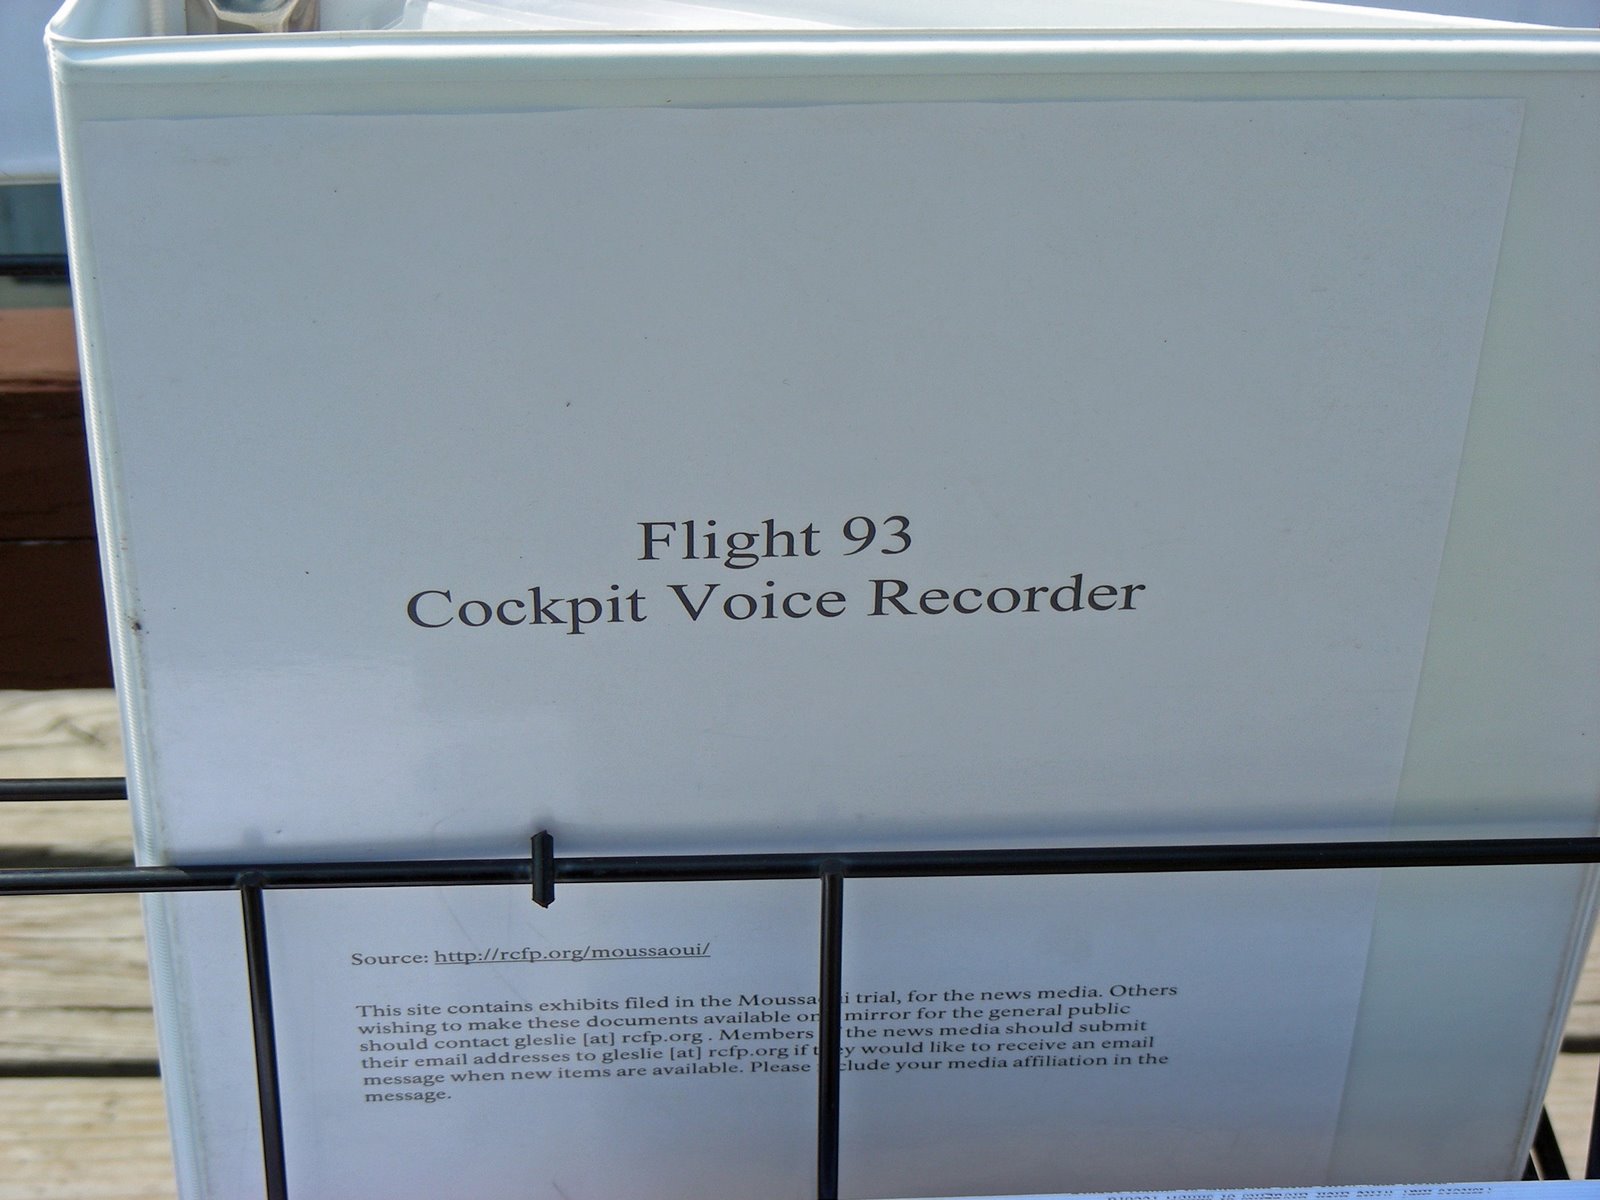 Flight 93
Cockpit Voice Recorder
Source: http://rcfp.org/moussaoui/
This site contains exhibits filed in the trial, for the news media. Others
wishing to make these documents available on mirror for the general public
should contact gleslie [at] rcfp.org . Members the news media should submit
their email addresses to gleslie [at] rcfp.org if would like to receive an email
message when new items are available. Please your media affiliation in the
message.